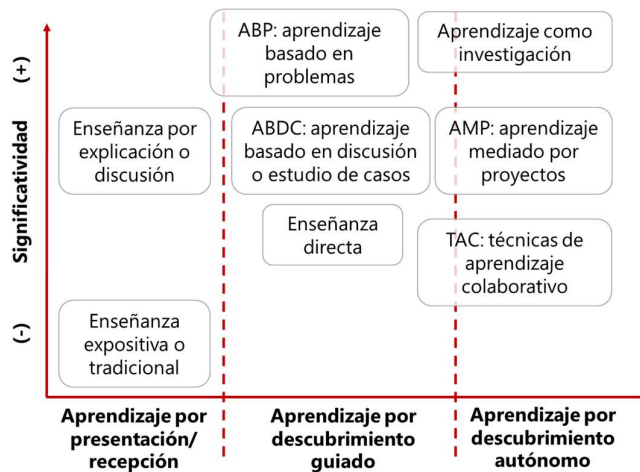 (+)
Significatividad
(-)
ABP: aprendizaje
basado en
problemas
Aprendizaje como
investigación
Enseñanza por
explicación o
discusión
ABDC: aprendizaje
basado en discusión
o estudio de casos
AMP: aprendizaje
mediado por
proyectos
Enseñanza
directa
TAC: técnicas de
aprendizaje
colaborativo
Enseñanza
expositiva o
tradicional
Aprendizaje por
presentación/
recepción
Aprendizaje por
descubrimiento
guiado
Aprendizaje por
descubrimiento
autónomo